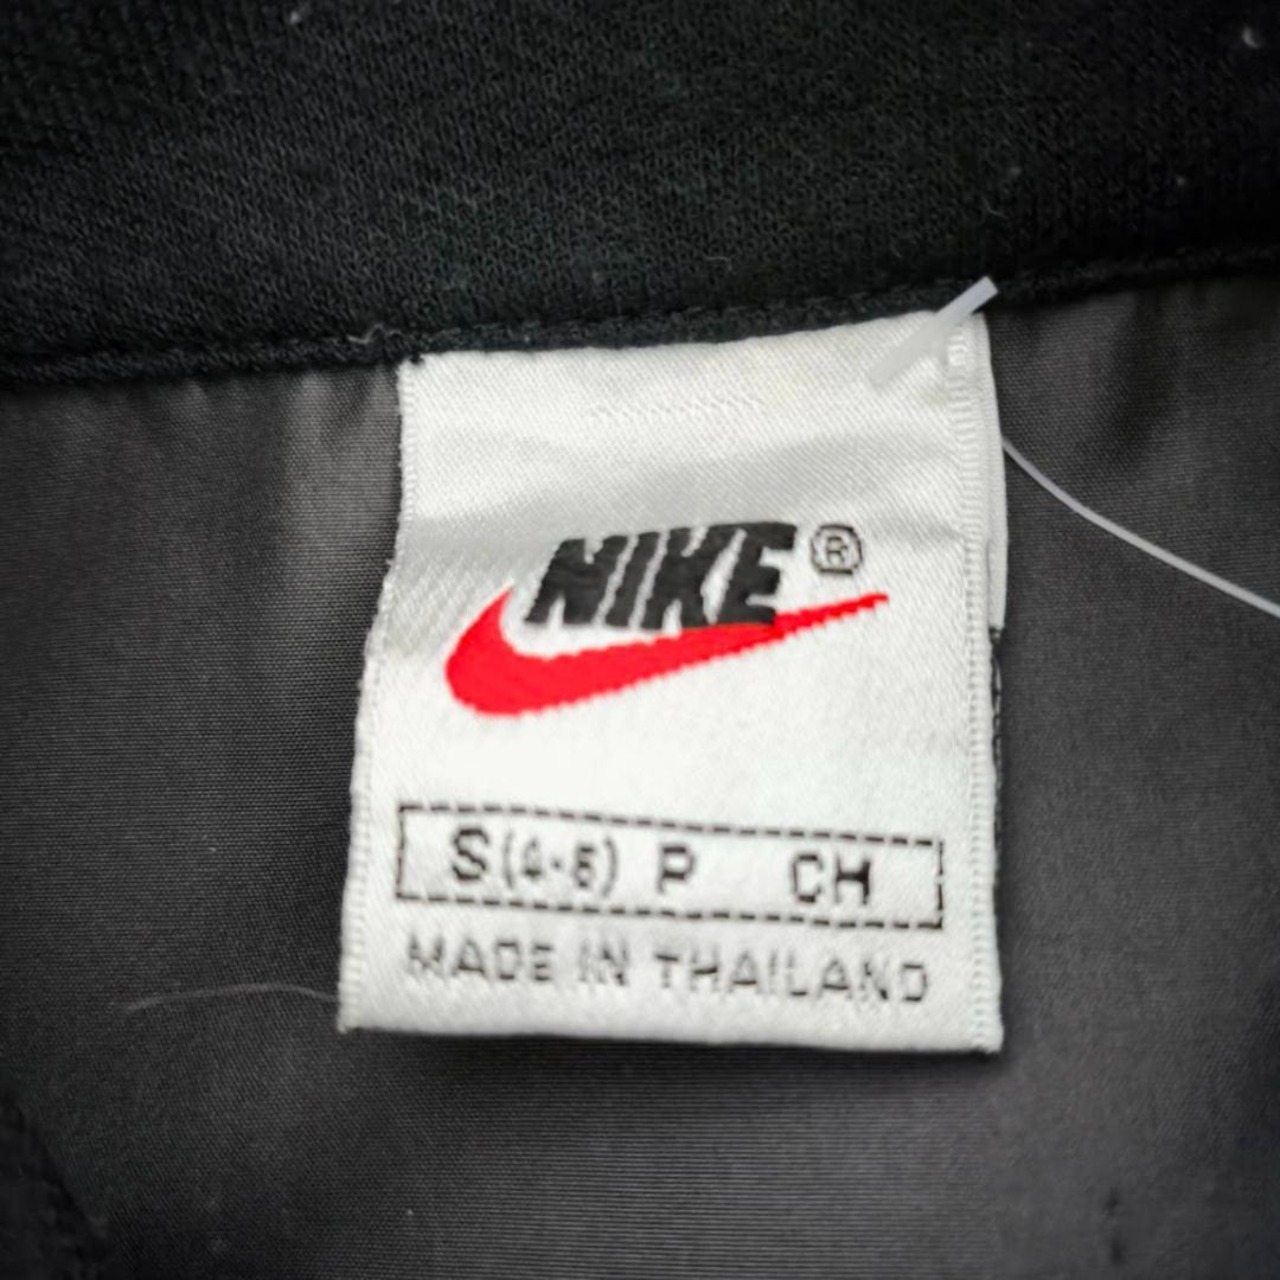 NIKE®
S(4-6) P CH
MADE IN THAILAND